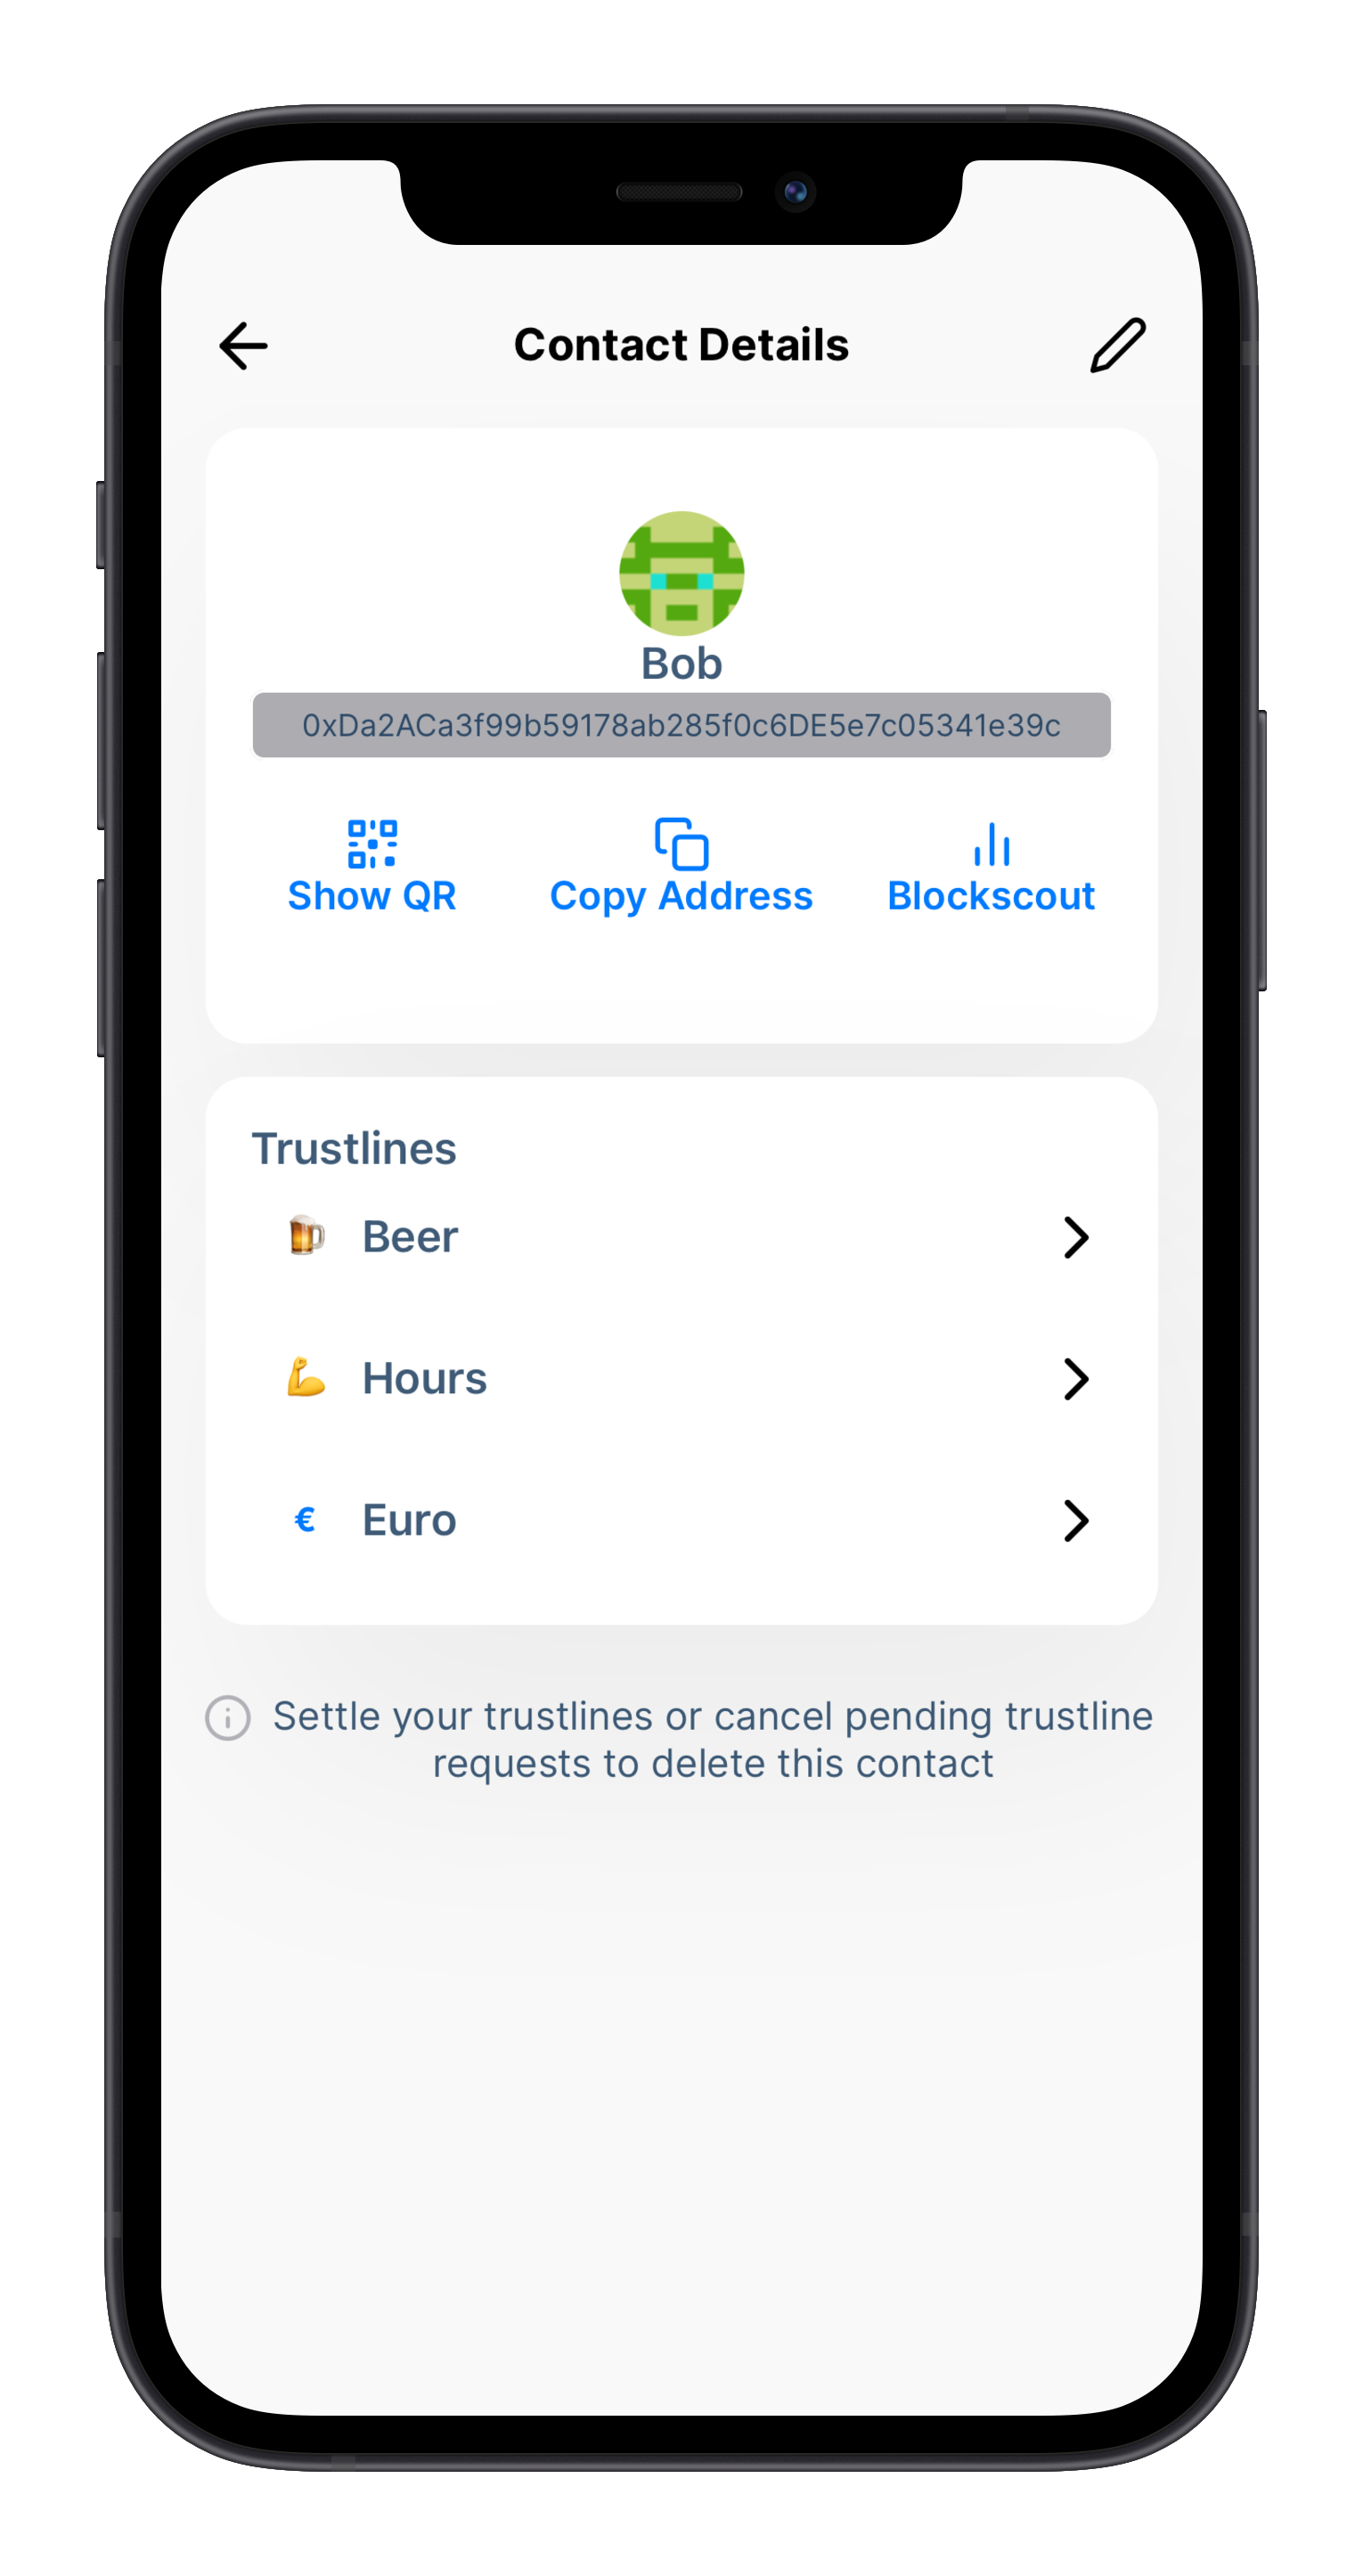 Contact Details
Bob
0xDa2ACa3f99b59178ab285f0c6DE5e7c05341e39c
Show QR
Copy Address
Blockscout
Trustlines
🍺 Beer
💪 Hours
€ Euro
Settle your trustlines or cancel pending trustline
requests to delete this contact